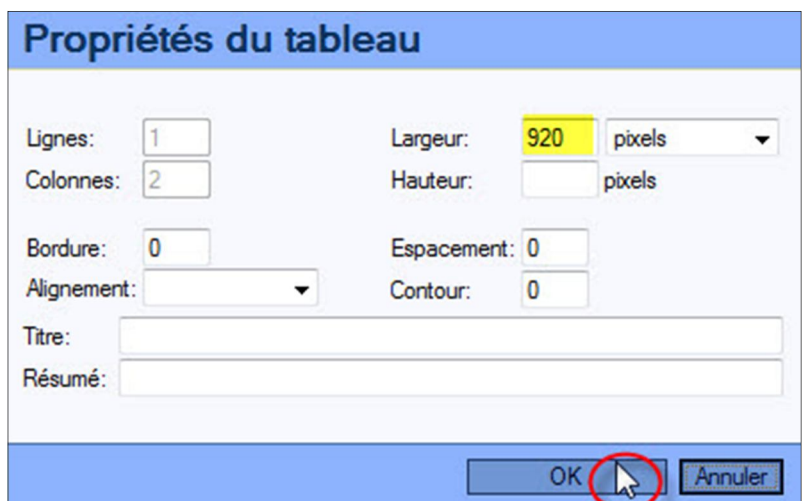 Propriétés du tableau
Lignes: 1 Largeur: 920 pixels
Colonnes: 2 Hauteur: pixels
Bordure: 0 Espacement: 0
Alignement: Contour: 0
Titre:
Résumé:
OK Annuler